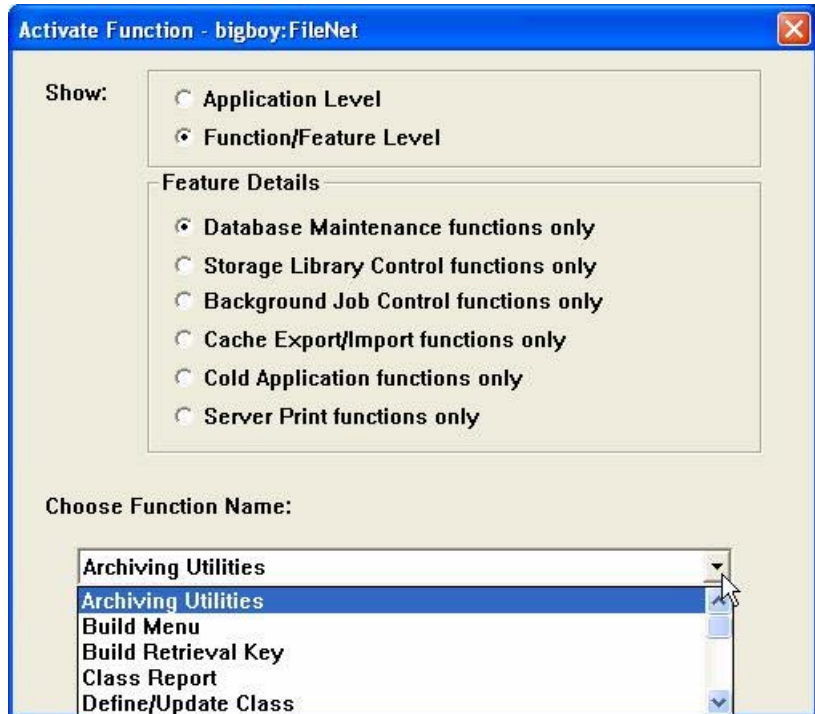 Activate Function - bigboy:FileNet
Show:
Application Level
Function/Feature Level
Feature Details
Database Maintenance functions only
Storage Library Control functions only
Background Job Control functions only
Cache Export/Import functions only
Cold Application functions only
Server Print functions only
Choose Function Name:
Archiving Utilities
Archiving Utilities
Build Menu
Build Retrieval Key
Class Report
Define/Update Class